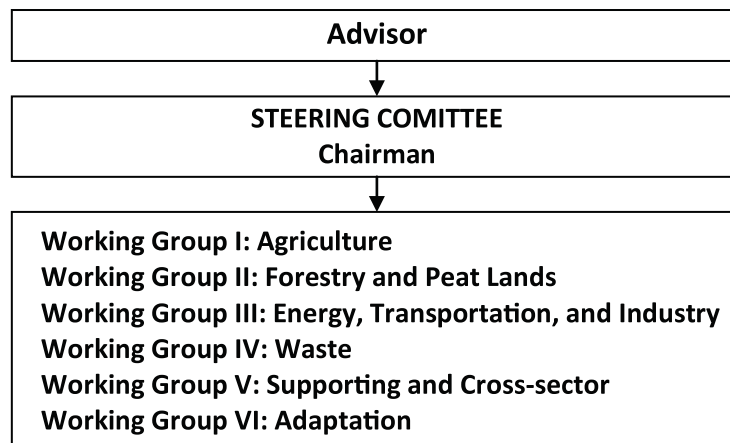 Advisor
STEERING COMITTEE
Chairman
Working Group I: Agriculture
Working Group II: Forestry and Peat Lands
Working Group III: Energy, Transportation, and Industry
Working Group IV: Waste
Working Group V: Supporting and Cross-sector
Working Group VI: Adaptation